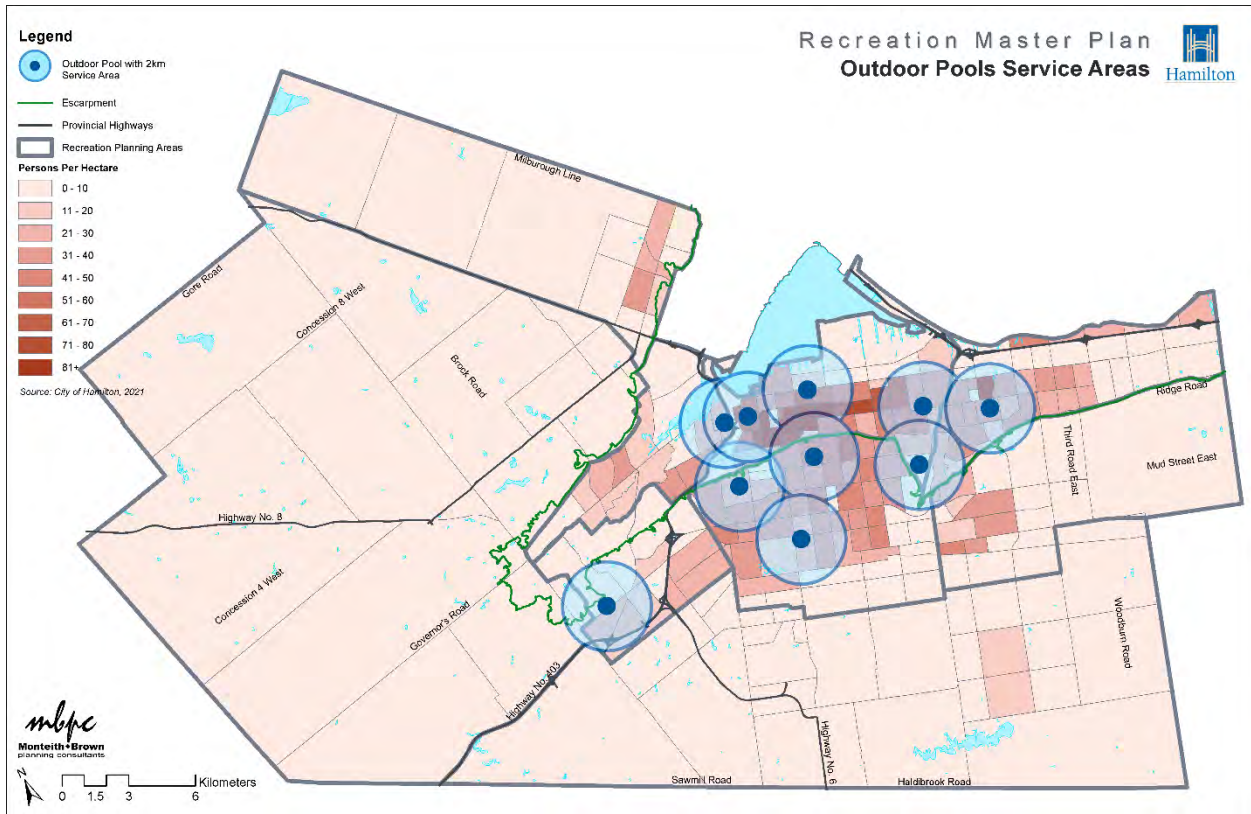 Legend
Outdoor Pool with 2km
Service Area
Escarpment
Provincial Highways
Recreation Planning Areas
Persons Per Hectare
0 - 10
11 - 20
21 - 30
31 - 40
41 - 50
51 - 60
61 - 70
71 - 80
81+
Source: City of Hamilton, 2021
Recreation Master Plan
Outdoor Pools Service Areas
Hamilton
Milburough Line
Gore Road
Concession 8 West
Brock Road
Highway No. 8
Concession 4 West
Governor's Road
Highway No. 403
Ridge Road
Third Road East
Mud Street East
Woodburn Road
Highway No. 6
Sawmill Road
Haldibrook Road
mbpc
Monteith+Brown
planning consultants
N
Kilometers
0 1.5 3 6